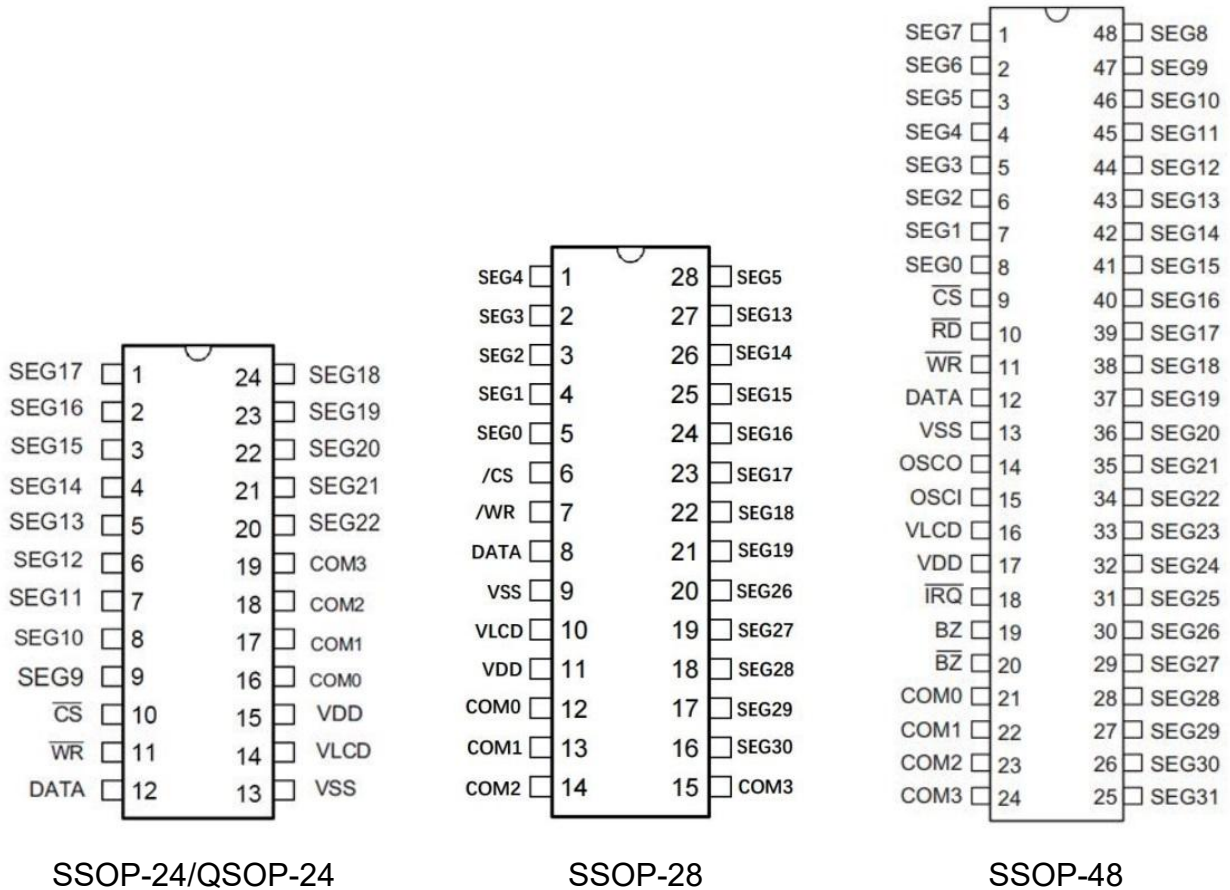 SEG17 1 24 SEG18
SEG16 2 23 SEG19
SEG15 3 22 SEG20
SEG14 4 21 SEG21
SEG13 5 20 SEG22
SEG12 6 19 COM3
SEG11 7 18 COM2
SEG10 8 17 COM1
SEG9 9 16 COM0
C̅S̅ 10 15 VDD
W̅R̅ 11 14 VLCD
DATA 12 13 VSS
SSOP-24/QSOP-24
SEG4 1 28 SEG5
SEG3 2 27 SEG13
SEG2 3 26 SEG14
SEG1 4 25 SEG15
SEG0 5 24 SEG16
/CS 6 23 SEG17
/WR 7 22 SEG18
DATA 8 21 SEG19
VSS 9 20 SEG26
VLCD 10 19 SEG27
VDD 11 18 SEG28
COM0 12 17 SEG29
COM1 13 16 SEG30
COM2 14 15 COM3
SSOP-28
SEG7 1 48 SEG8
SEG6 2 47 SEG9
SEG5 3 46 SEG10
SEG4 4 45 SEG11
SEG3 5 44 SEG12
SEG2 6 43 SEG13
SEG1 7 42 SEG14
SEG0 8 41 SEG15
C̅S̅ 9 40 SEG16
R̅D̅ 10 39 SEG17
W̅R̅ 11 38 SEG18
DATA 12 37 SEG19
VSS 13 36 SEG20
OSCO 14 35 SEG21
OSCI 15 34 SEG22
VLCD 16 33 SEG23
VDD 17 32 SEG24
I̅R̅Q̅ 18 31 SEG25
BZ 19 30 SEG26
B̅Z̅ 20 29 SEG27
COM0 21 28 SEG28
COM1 22 27 SEG29
COM2 23 26 SEG30
COM3 24 25 SEG31
SSOP-48